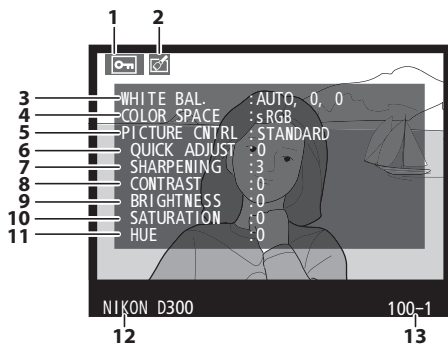 1 2
3 WHITE BAL. :AUTO, 0, 0
4 COLOR SPACE :sRGB
5 PICTURE CNTRL :STANDARD
6 QUICK ADJUST :0
7 SHARPENING :3
8 CONTRAST :0
9 BRIGHTNESS :0
10 SATURATION :0
11 HUE :0
NIKON D300 100-1
12 13